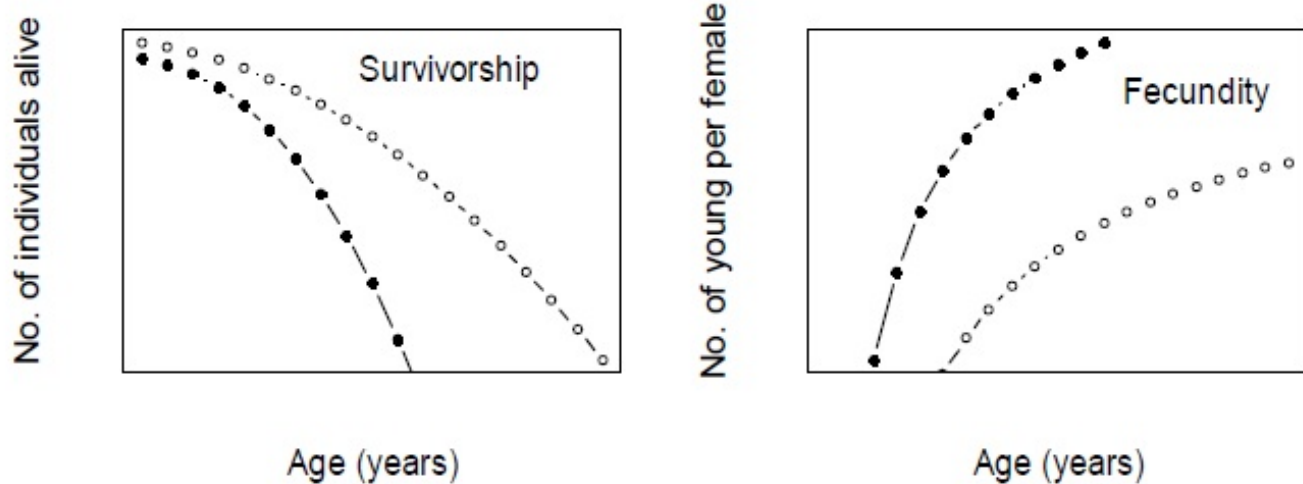 No. of individuals alive
Survivorship
Age (years)
No. of young per female
Fecundity
Age (years)